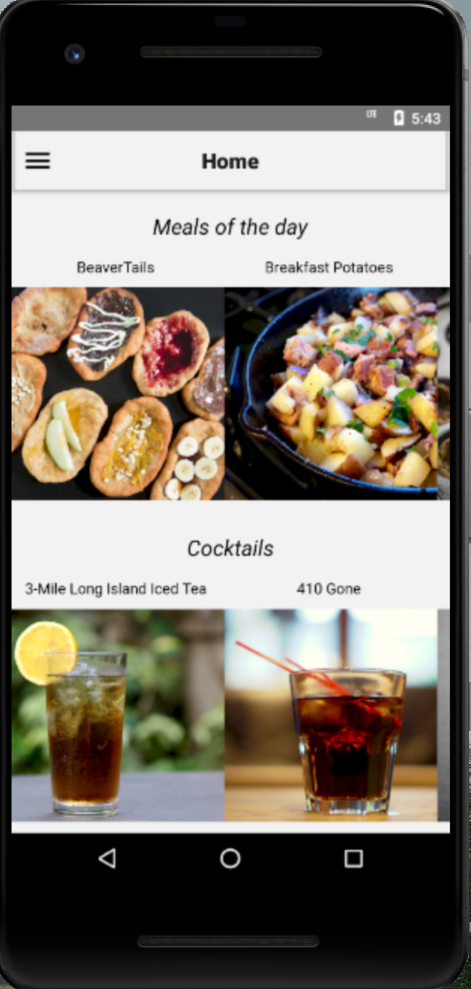 LTE 5:43
Home
Meals of the day
BeaverTails Breakfast Potatoes
Cocktails
3-Mile Long Island Iced Tea 410 Gone